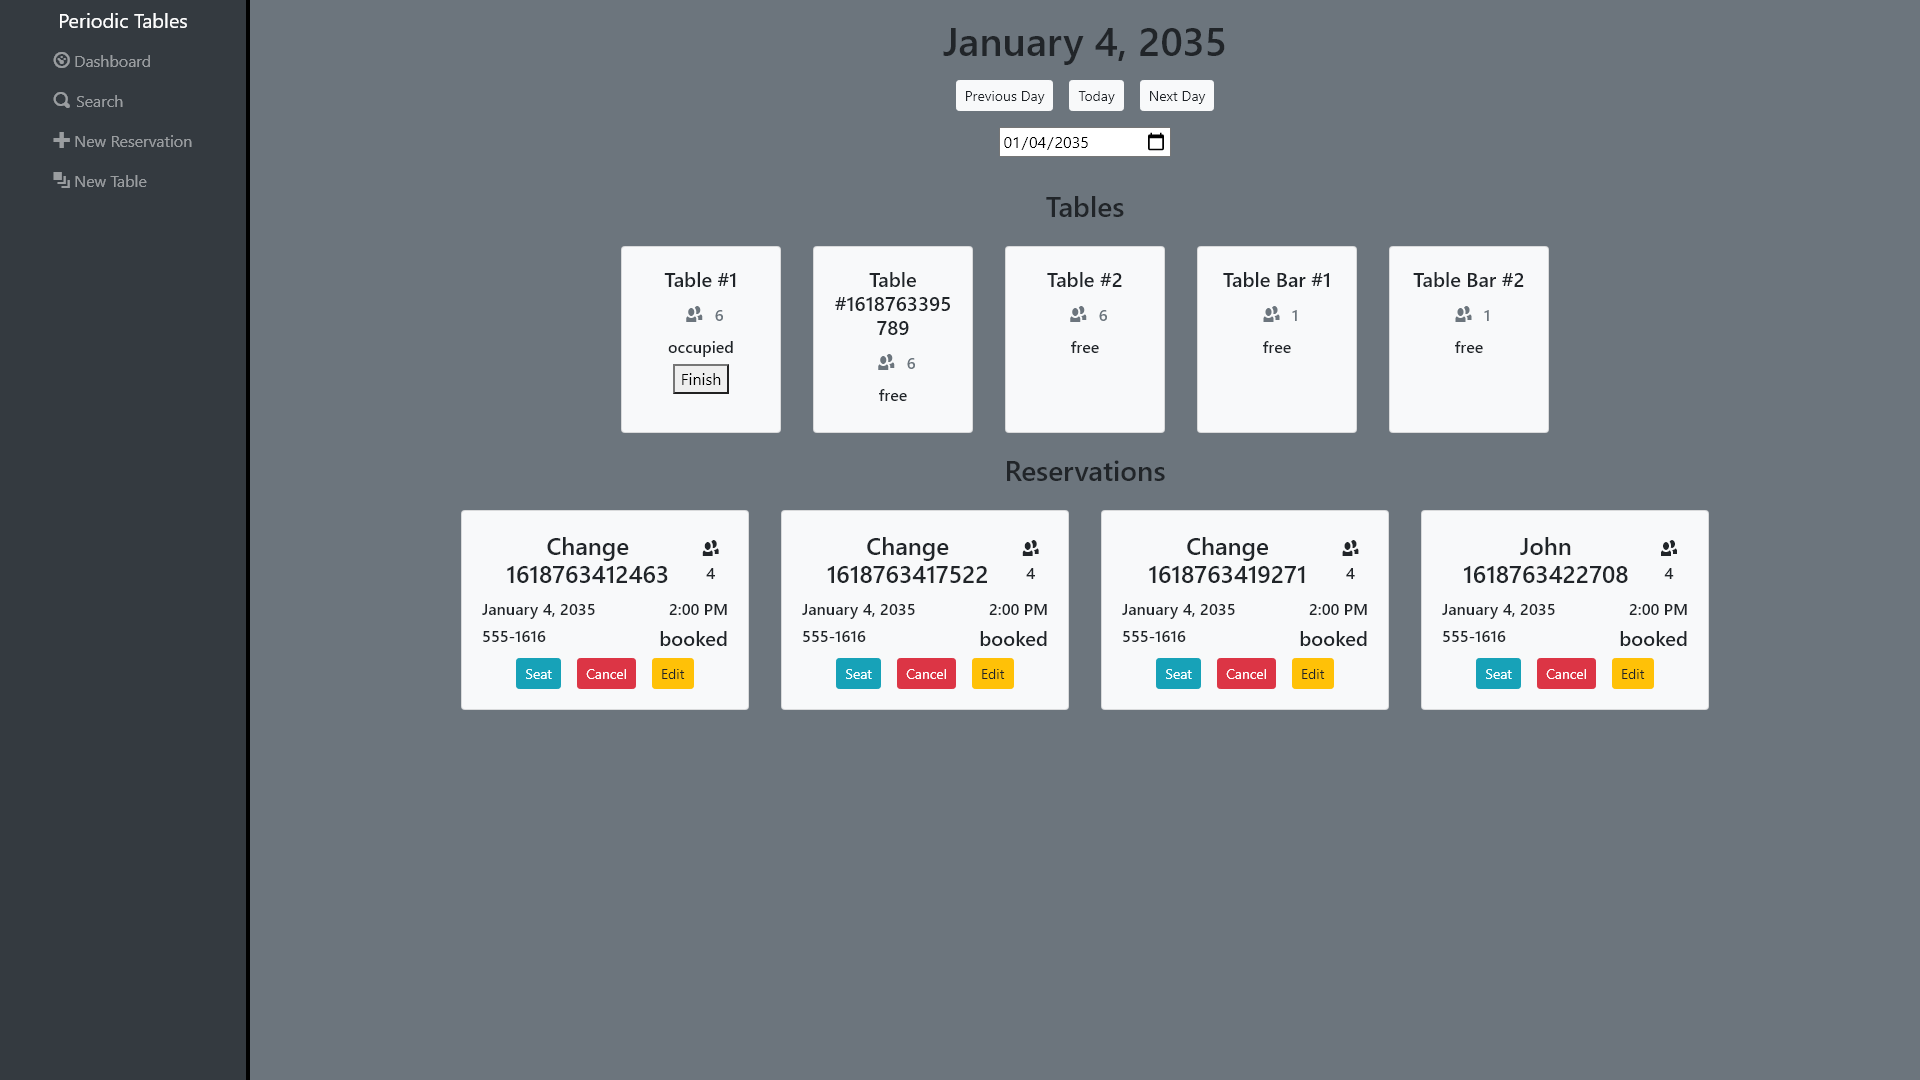 Periodic Tables
Dashboard
Search
New Reservation
New Table
January 4, 2035
Previous Day Today Next Day
01/04/2035
Tables
Table #1
6
occupied
Finish
Table
#1618763395
789
6
free
Table #2
6
free
Table Bar #1
1
free
Table Bar #2
1
free
Reservations
Change
1618763412463
4
January 4, 2035 2:00 PM
555-1616 booked
Seat Cancel Edit
Change
1618763417522
4
January 4, 2035 2:00 PM
555-1616 booked
Seat Cancel Edit
Change
1618763419271
4
January 4, 2035 2:00 PM
555-1616 booked
Seat Cancel Edit
John
1618763422708
4
January 4, 2035 2:00 PM
555-1616 booked
Seat Cancel Edit